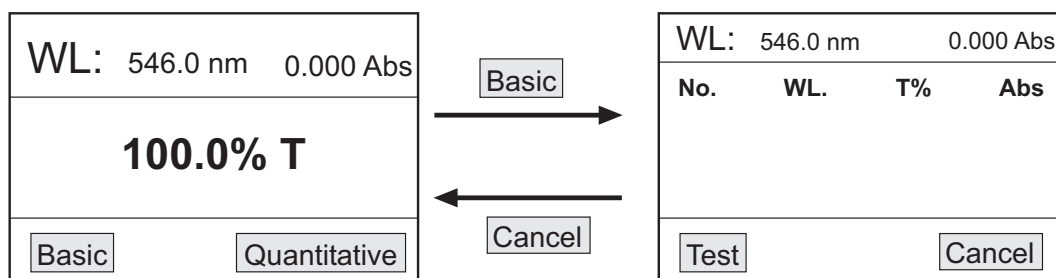 WL: 546.0 nm 0.000 Abs
100.0% T
Basic Quantitative
Basic
Cancel
WL: 546.0 nm 0.000 Abs
No. WL. T% Abs
Test Cancel